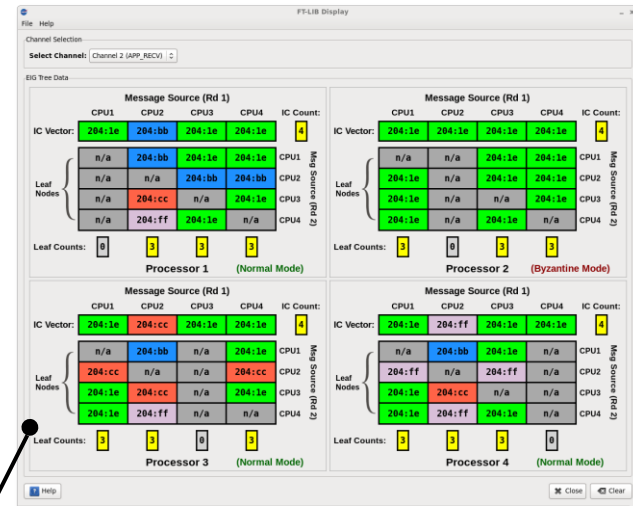 FT-LIB Display
File Help
Channel Selection
Select Channel: Channel 2 (APP_RECV)
EIG Tree Data
Message Source (Rd 1)
CPU1 CPU2 CPU3 CPU4 IC Count:
IC Vector: 204:1e 204:bb 204:1e 204:1e 4
n/a 204:bb 204:1e 204:1e CPU1
n/a n/a 204:bb 204:bb CPU2
n/a 204:cc n/a 204:1e CPU3
n/a 204:ff 204:1e n/a CPU4
Leaf Nodes
Msg Source (Rd 2)
Leaf Counts: 0 3 3 3
Processor 1 (Normal Mode)
Message Source (Rd 1)
CPU1 CPU2 CPU3 CPU4 IC Count:
IC Vector: 204:1e 204:1e 204:1e 204:1e 4
n/a n/a 204:1e 204:1e CPU1
204:1e n/a 204:1e 204:1e CPU2
204:1e n/a n/a 204:1e CPU3
204:1e n/a 204:1e n/a CPU4
Leaf Nodes
Msg Source (Rd 2)
Leaf Counts: 3 0 3 3
Processor 2 (Byzantine Mode)
Message Source (Rd 1)
CPU1 CPU2 CPU3 CPU4 IC Count:
IC Vector: 204:1e 204:cc 204:1e 204:1e 4
n/a 204:bb n/a 204:1e CPU1
204:cc n/a n/a 204:cc CPU2
204:1e 204:cc n/a 204:1e CPU3
204:1e 204:ff n/a n/a CPU4
Leaf Nodes
Msg Source (Rd 2)
Leaf Counts: 3 3 0 3
Processor 3 (Normal Mode)
Message Source (Rd 1)
CPU1 CPU2 CPU3 CPU4 IC Count:
IC Vector: 204:1e 204:ff 204:1e 204:1e 4
n/a 204:bb 204:1e n/a CPU1
204:ff n/a 204:ff n/a CPU2
204:1e 204:cc n/a n/a CPU3
204:1e 204:ff 204:1e n/a CPU4
Leaf Nodes
Msg Source (Rd 2)
Leaf Counts: 3 3 3 0
Processor 4 (Normal Mode)
Help Close Clear